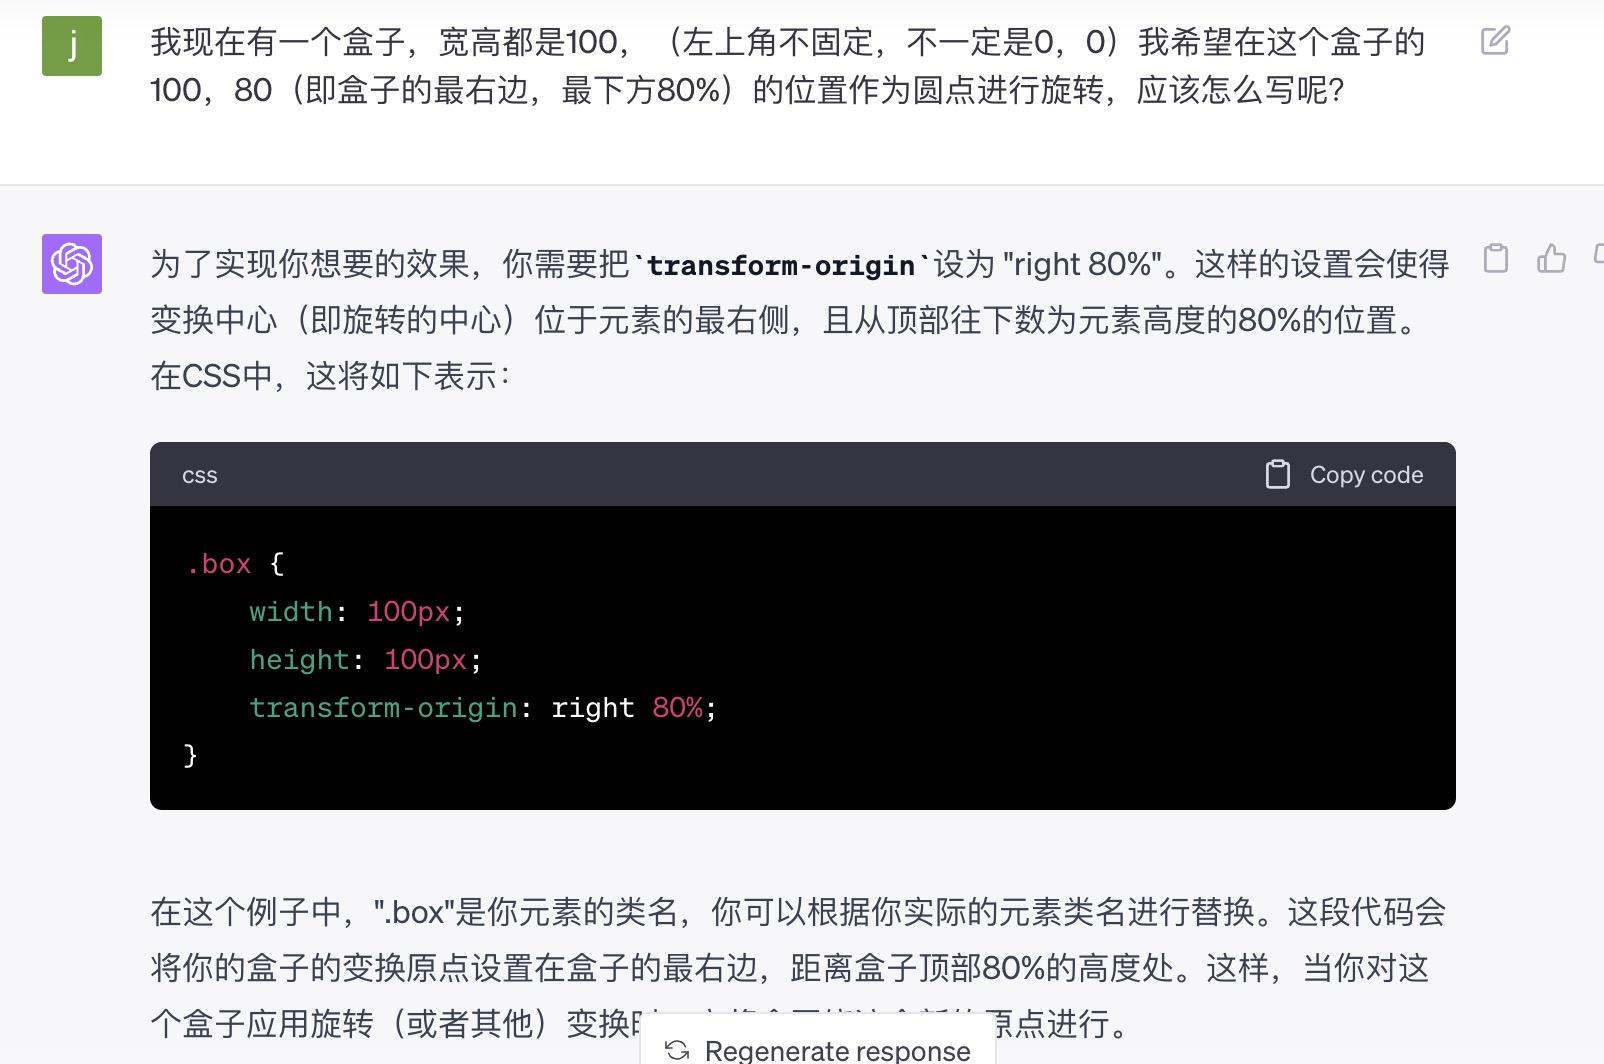 j
我现在有一个盒子，宽高都是100，（左上角不固定，不一定是0，0）我希望在这个盒子的
100，80（即盒子的最右边，最下方80%）的位置作为圆点进行旋转，应该怎么写呢？
为了实现你想要的效果，你需要把`transform-origin`设为 "right 80%"。这样的设置会使得
变换中心（即旋转的中心）位于元素的最右侧，且从顶部往下数为元素高度的80%的位置。
在CSS中，这将如下表示：
css
Copy code
.box {
    width: 100px;
    height: 100px;
    transform-origin: right 80%;
}
在这个例子中，".box"是你元素的类名，你可以根据你实际的元素类名进行替换。这段代码会
将你的盒子的变换原点设置在盒子的最右边，距离盒子顶部80%的高度处。这样，当你对这
个盒子应用旋转（或者其他）变换 原点进行。
Regenerate response